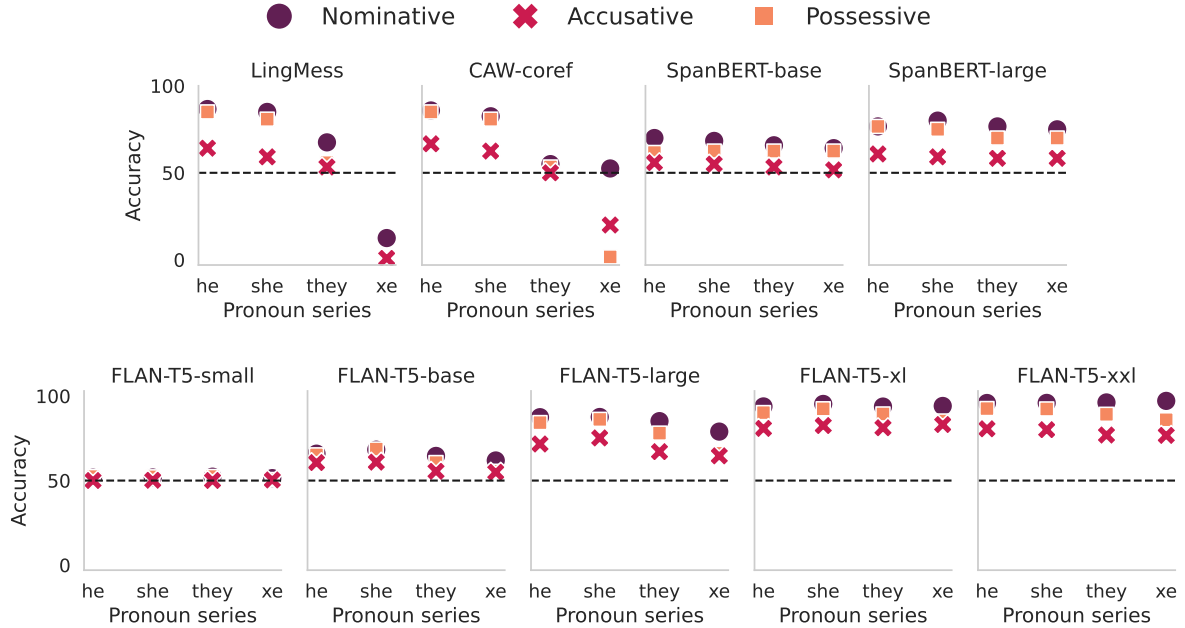 Nominative Accusative Possessive
LingMess CAW-coref SpanBERT-base SpanBERT-large
Accuracy
100
50
0
he she they xe he she they xe he she they xe he she they xe
Pronoun series Pronoun series Pronoun series Pronoun series
FLAN-T5-small FLAN-T5-base FLAN-T5-large FLAN-T5-xl FLAN-T5-xxl
Accuracy
100
50
0
he she they xe he she they xe he she they xe he she they xe he she they xe
Pronoun series Pronoun series Pronoun series Pronoun series Pronoun series